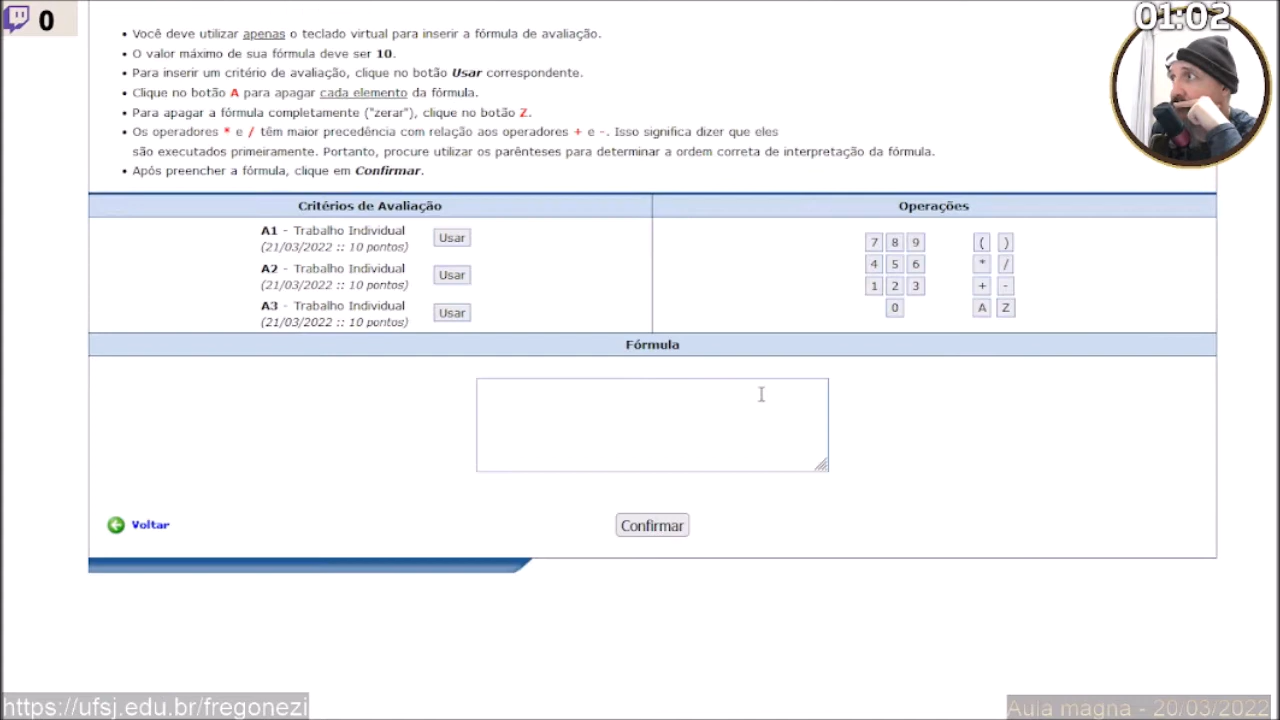 0
01:02
• Você deve utilizar apenas o teclado virtual para inserir a fórmula de avaliação.
• O valor máximo de sua fórmula deve ser 10.
• Para inserir um critério de avaliação, clique no botão Usar correspondente.
• Clique no botão A para apagar cada elemento da fórmula.
• Para apagar a fórmula completamente ("zerar"), clique no botão Z.
• Os operadores * e / têm maior precedência com relação aos operadores + e -. Isso significa dizer que eles
são executados primeiramente. Portanto, procure utilizar os parênteses para determinar a ordem correta de interpretação da fórmula.
• Após preencher a fórmula, clique em Confirmar.
Critérios de Avaliação
A1 - Trabalho Individual
(21/03/2022 :: 10 pontos)
Usar
A2 - Trabalho Individual
(21/03/2022 :: 10 pontos)
Usar
A3 - Trabalho Individual
(21/03/2022 :: 10 pontos)
Usar
Operações
7 8 9 ( )
4 5 6 * /
1 2 3 + -
0 A Z
Fórmula
Voltar
Confirmar
https://ufsj.edu.br/fregonezi
Aula magna - 20/03/2022